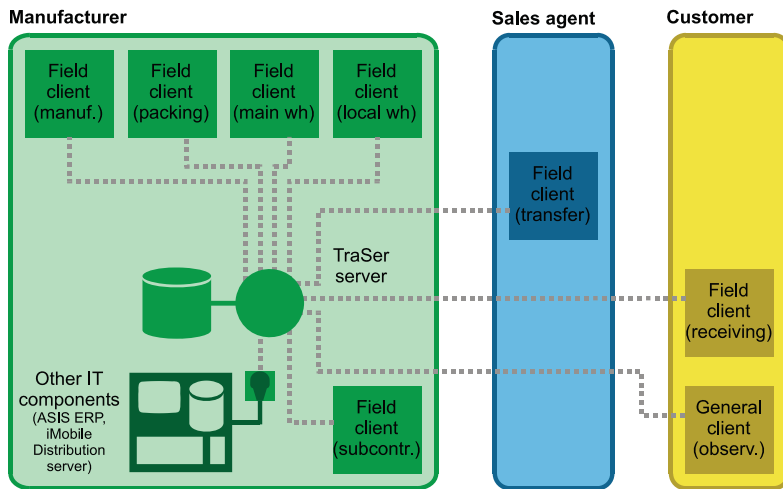 Manufacturer
Sales agent
Customer
Field
client
(manuf.)
Field
client
(packing)
Field
client
(main wh)
Field
client
(local wh)
Field
client
(transfer)
TraSer
server
Field
client
(receiving)
Other IT
components
(ASIS ERP,
iMobile
Distribution
server)
Field
client
(subcontr.)
General
client
(observ.)